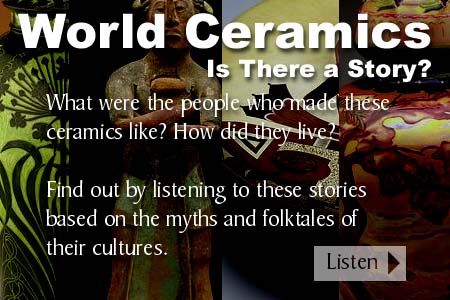 World Ceramics
Is There a Story?
What were the people who made these
ceramics like? How did they live?
Find out by listening to these stories
based on the myths and folktales of
their cultures.
Listen